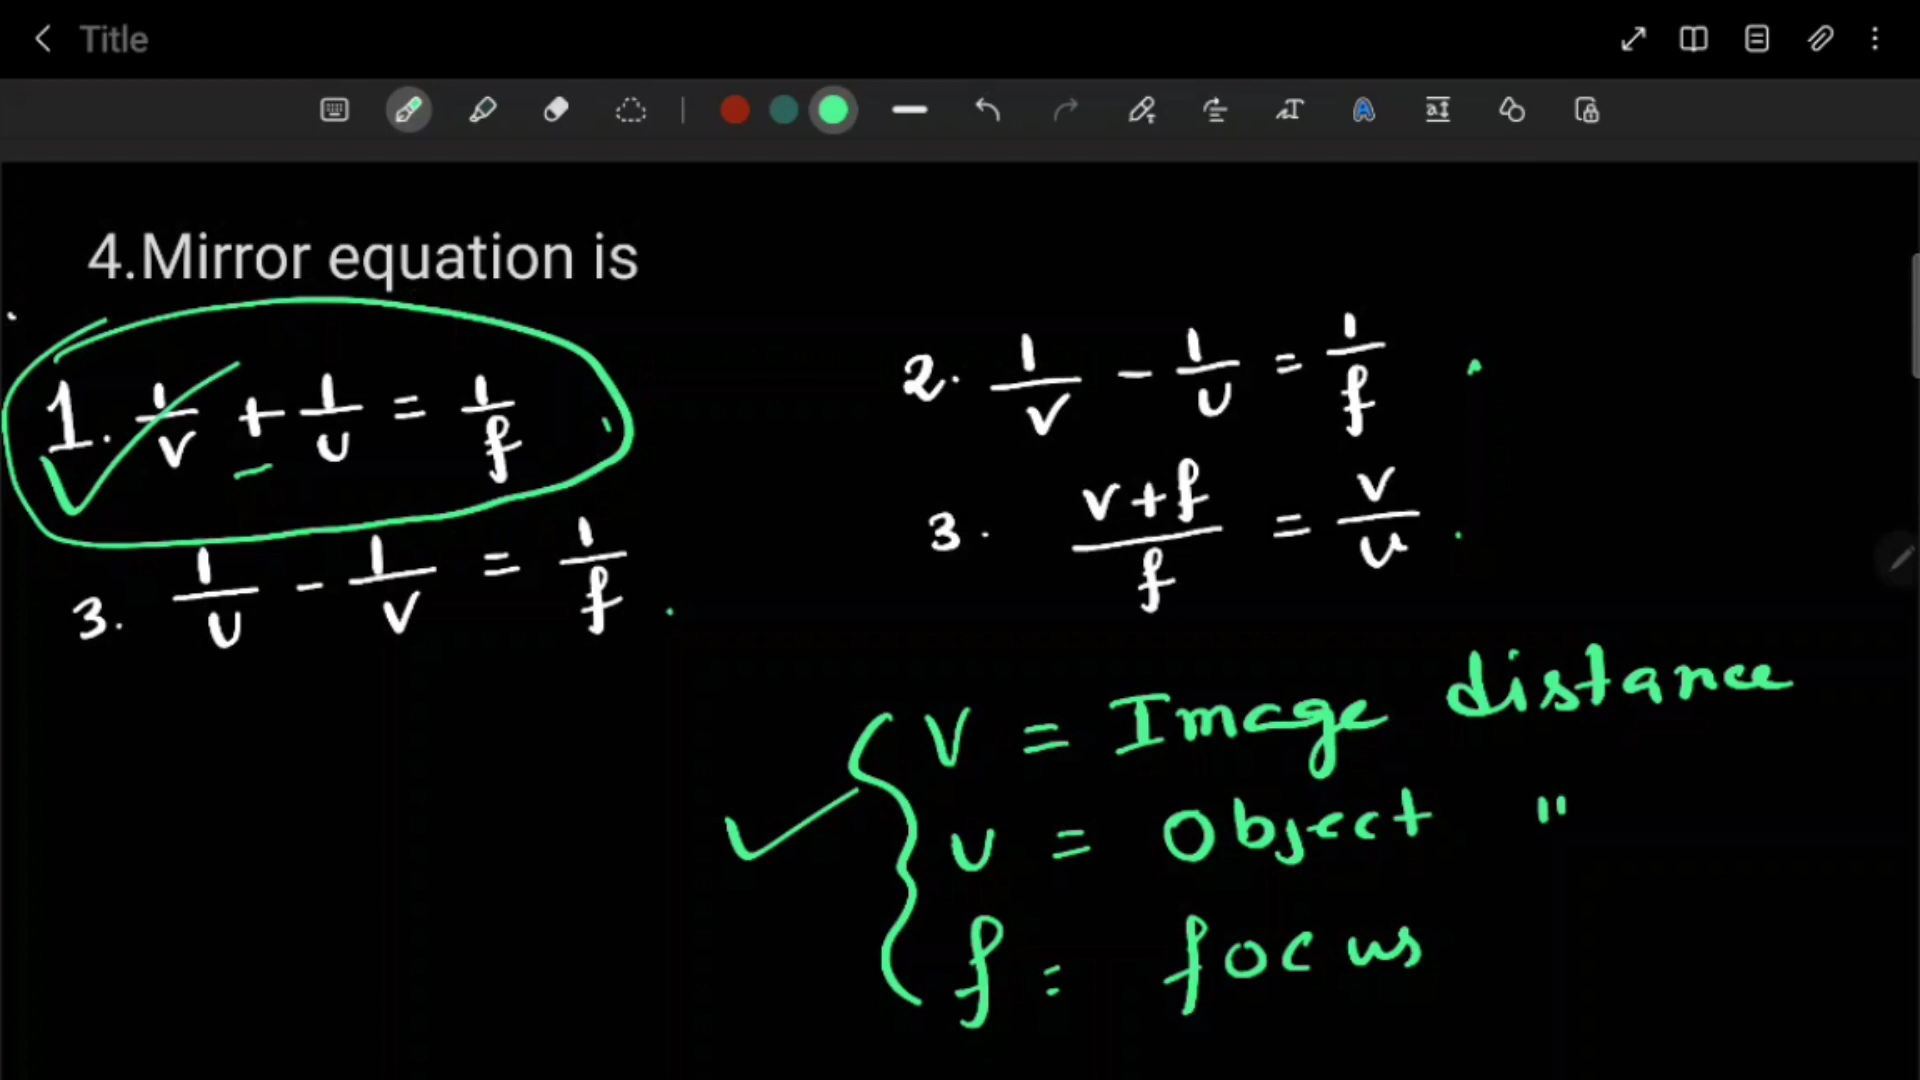 Title
4.Mirror equation is
1. 1/v + 1/u = 1/f
2. 1/v - 1/u = 1/f
3. 1/u - 1/v = 1/f
3. v+f/f = v/u
v = Image distance
u = Object "
f = focus